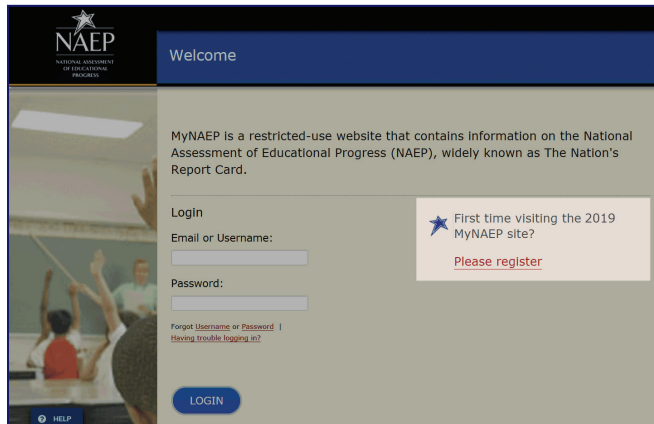 NAEP
NATIONAL ASSESSMENT
OF EDUCATIONAL
PROGRESS
Welcome
MyNAEP is a restricted-use website that contains information on the National
Assessment of Educational Progress (NAEP), widely known as The Nation's
Report Card.
Login
Email or Username:
Password:
Forgot Username or Password |
Having trouble logging in?
LOGIN
First time visiting the 2019
MyNAEP site?
Please register
HELP